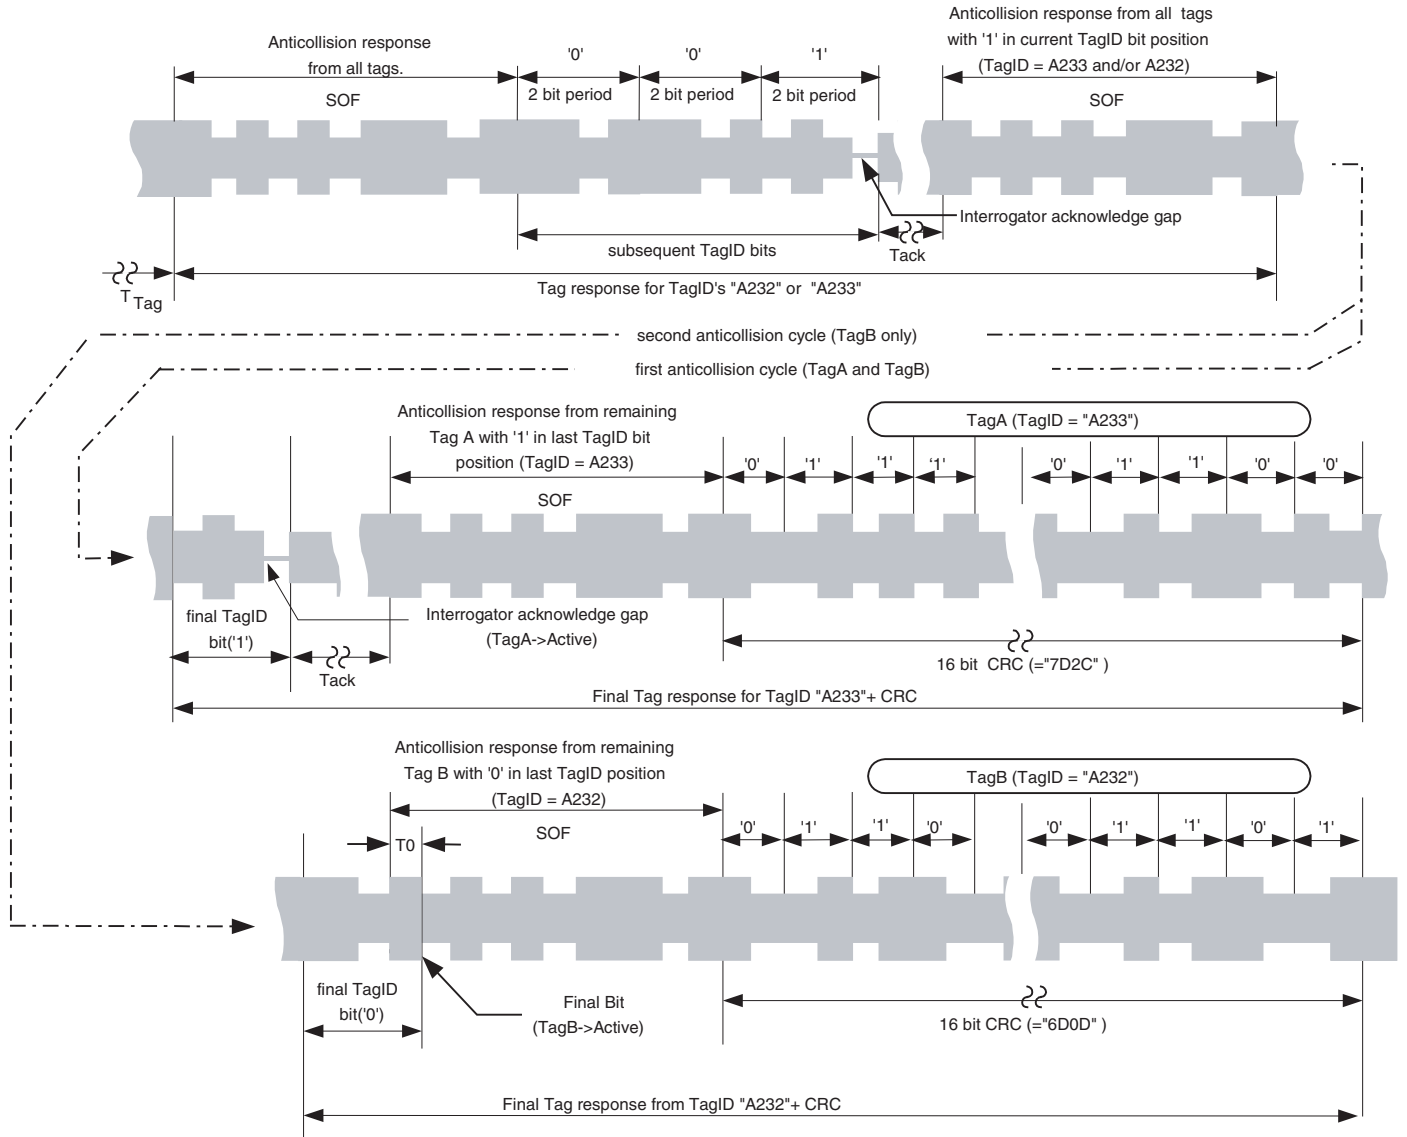 Anticollision response
from all tags.
SOF
'0'
'0'
'1'
2 bit period
2 bit period
2 bit period
Anticollision response from all  tags
with '1' in current TagID bit position
(TagID = A233 and/or A232)
SOF
Interrogator acknowledge gap
subsequent TagID bits
Tack
T Tag
Tag response for TagID's "A232" or  "A233"
second anticollision cycle (TagB only)
first anticollision cycle (TagA and TagB)
Anticollision response from remaining
Tag A with '1' in last TagID bit
position (TagID = A233)
SOF
TagA (TagID = "A233")
'0'
'1'
'1'
'1'
'0'
'1'
'1'
'0'
'0'
final TagID
bit('1')
Interrogator acknowledge gap
(TagA->Active)
Tack
16 bit  CRC (="7D2C" )
Final Tag response for TagID "A233"+ CRC
Anticollision response from remaining
Tag B with '0' in last TagID position
(TagID = A232)
T0
SOF
TagB (TagID = "A232")
'0'
'1'
'1'
'0'
'0'
'1'
'1'
'0'
'1'
final TagID
bit('0')
Final Bit
(TagB->Active)
16 bit CRC (="6D0D" )
Final Tag response from TagID "A232"+ CRC